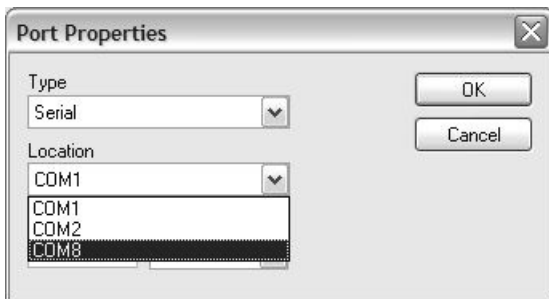 Port Properties
Type
Serial
OK
Cancel
Location
COM1
COM1
COM2
COM8